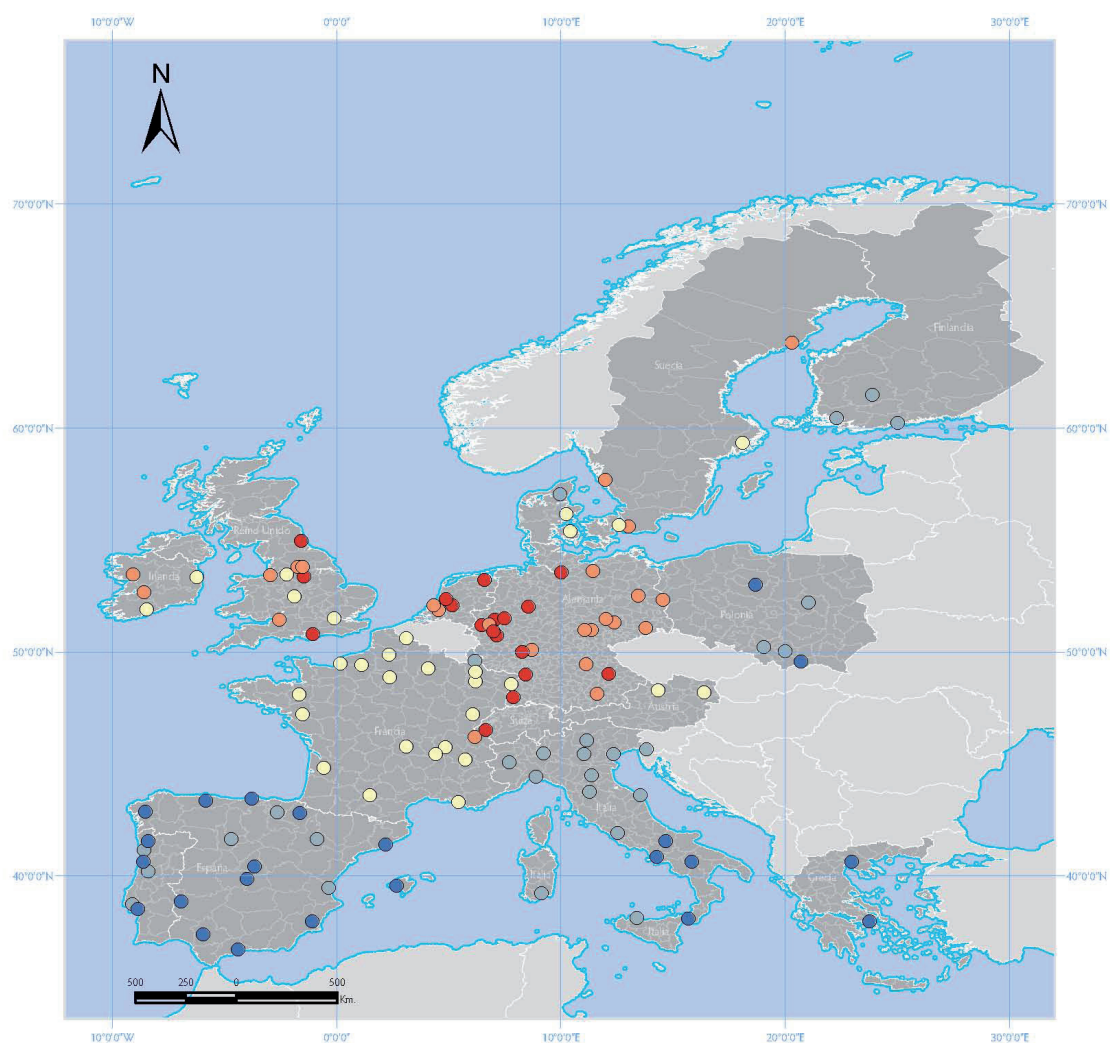 10°0'0"W 0°0'0"E 10°0'0"E 20°0'0"E 30°0'0"E
N
70°0'0"N 70°0'0"N
Finlandia
Suecia
60°0'0"N 60°0'0"N
Reino Unido
Irlanda
Alemania
Polonia
50°0'0"N 50°0'0"N
Austria
Suiza
Francia
Italia
España
Italia
Grecia
40°0'0"N 40°0'0"N
Italia
500 250 0 500
Km.
10°0'0"W 0°0'0"E 10°0'0"E 20°0'0"E 30°0'0"E